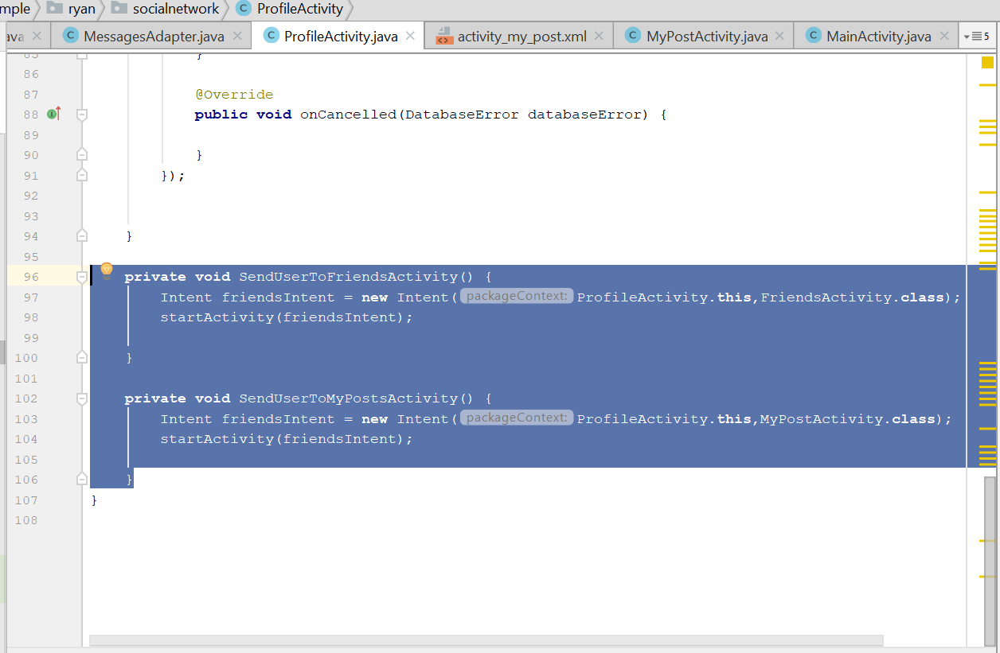 mple ryan socialnetwork C ProfileActivity
ava C MessagesAdapter.java C ProfileActivity.java <> activity_my_post.xml C MyPostActivity.java C MainActivity.java 5
85 }
86
87 @Override
88 public void onCancelled(DatabaseError databaseError) {
89
90 }
91 });
92
93
94 }
95
96 private void SendUserToFriendsActivity() {
97 Intent friendsIntent = new Intent( packageContext: ProfileActivity.this,FriendsActivity.class);
98 startActivity(friendsIntent);
99
100 }
101
102 private void SendUserToMyPostsActivity() {
103 Intent friendsIntent = new Intent( packageContext: ProfileActivity.this,MyPostActivity.class);
104 startActivity(friendsIntent);
105
106 }
107 }
108